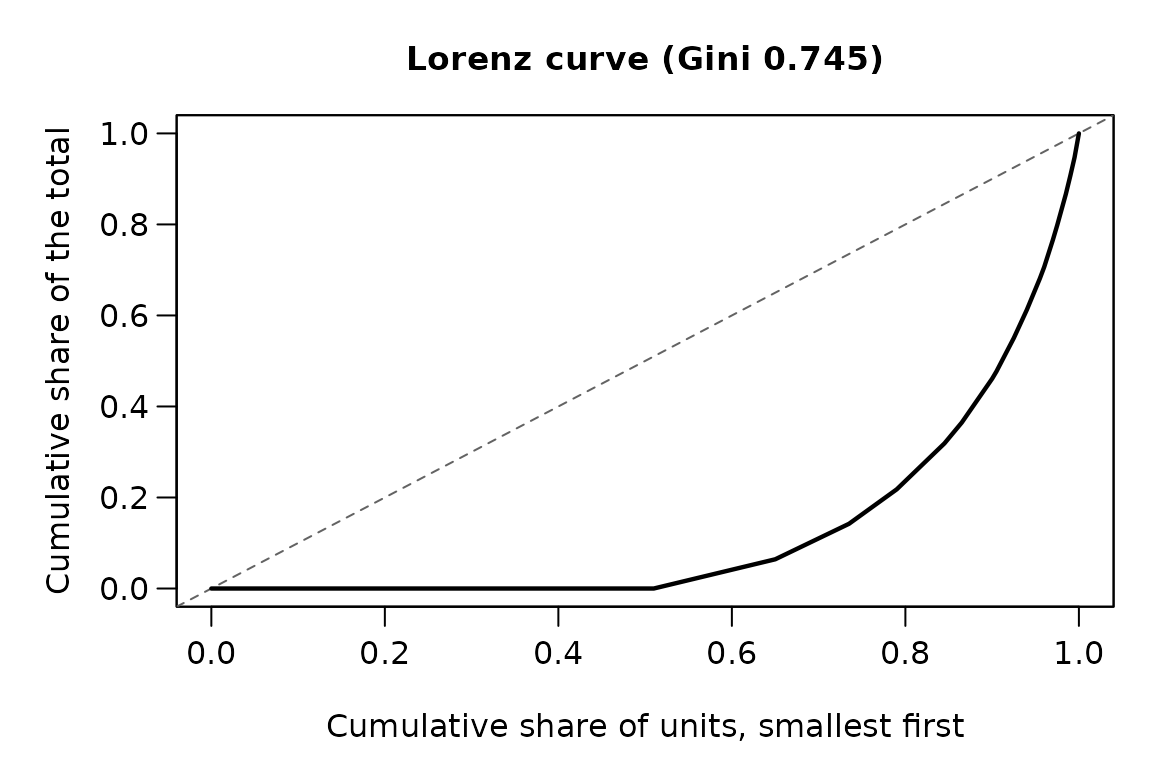 Lorenz curve (Gini 0.745)
Cumulative share of the total
1.0
0.8
0.6
0.4
0.2
0.0
0.0 0.2 0.4 0.6 0.8 1.0
Cumulative share of units, smallest first